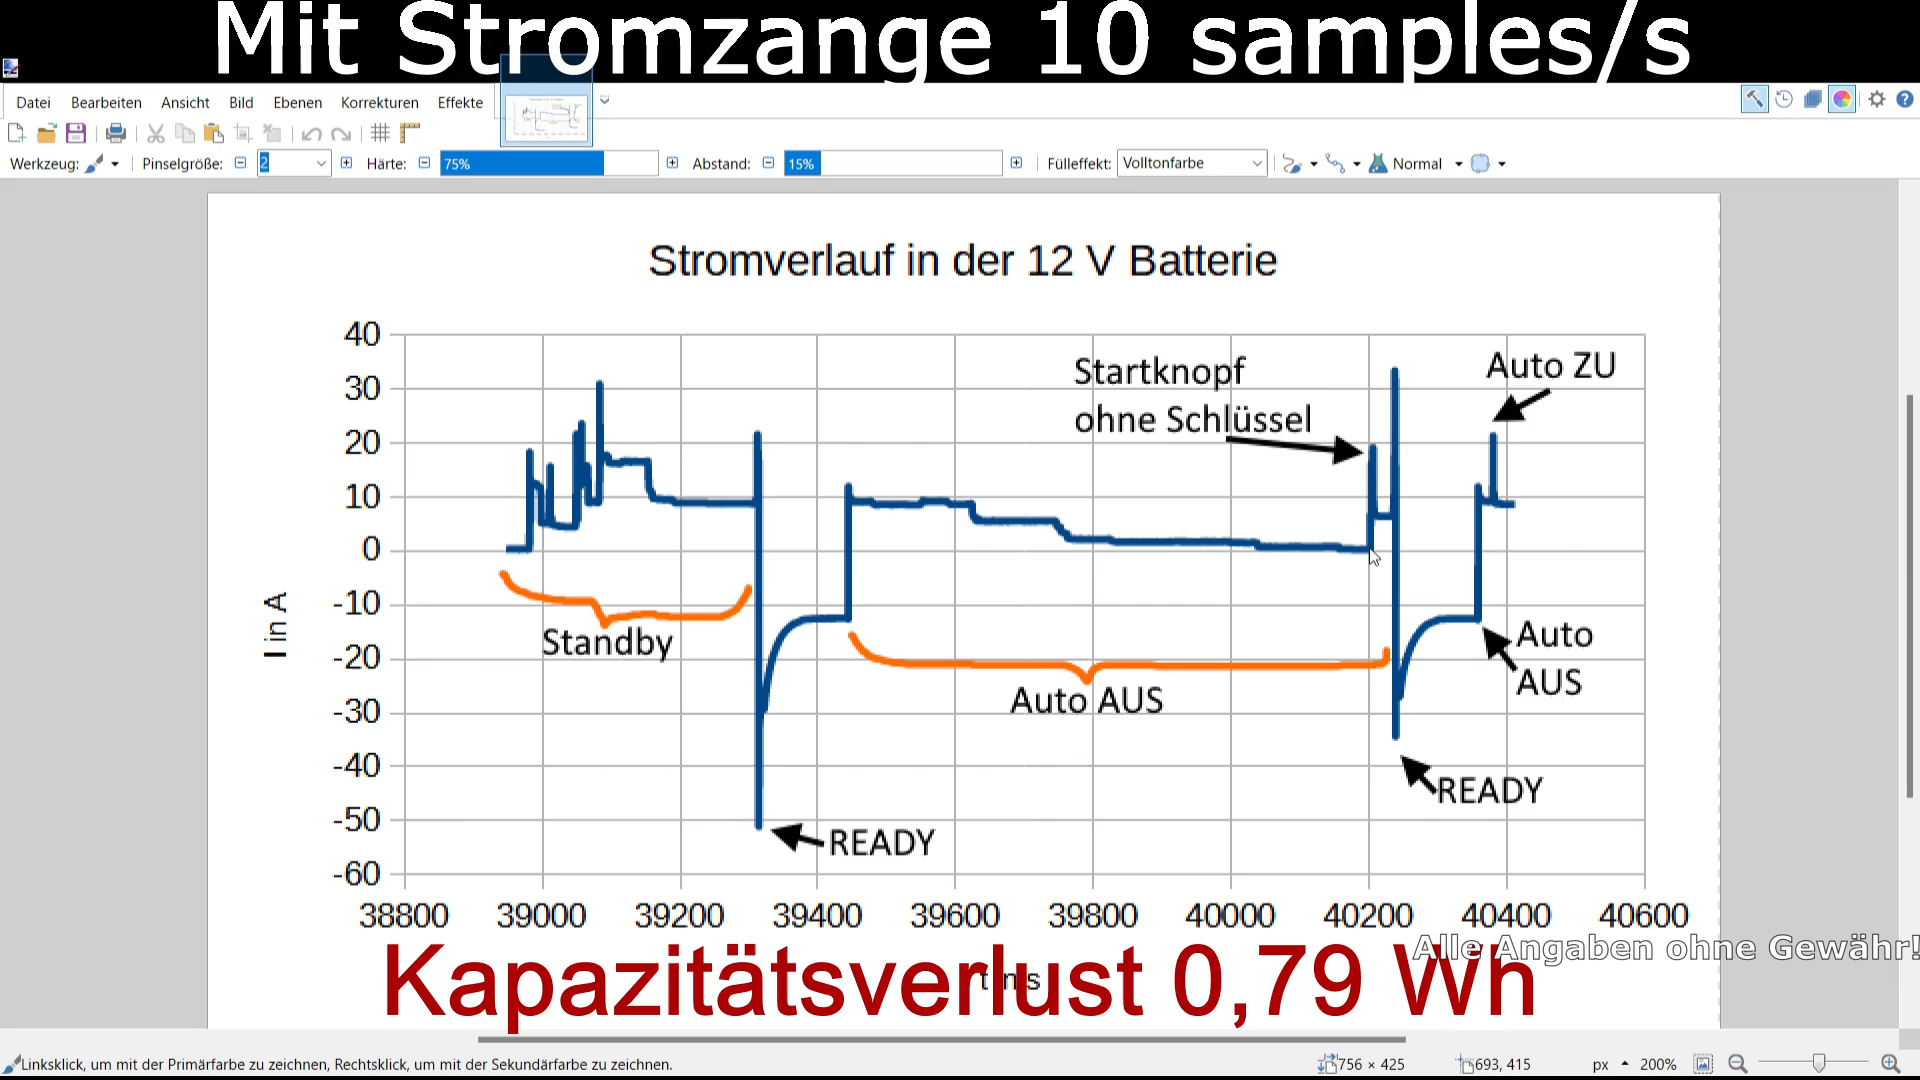 Mit Stromzange 10 samples/s
Datei Bearbeiten Ansicht Bild Ebenen Korrekturen Effekte
Werkzeug: Pinselgröße: 2 Härte: 75% Abstand: 15% Fülleffekt: Volltonfarbe Normal
Stromverlauf in der 12 V Batterie
40
30
20
10
0
-10
-20
-30
-40
-50
-60
I in A
Startknopf
ohne Schlüssel
Auto ZU
Standby
Auto AUS
Auto
AUS
READY
READY
38800 39000 39200 39400 39600 39800 40000 40200 40400 40600
Alle Angaben ohne Gewähr!
Kapazitätsverlust 0,79 Wh
Linksklick, um mit der Primärfarbe zu zeichnen, Rechtsklick, um mit der Sekundärfarbe zu zeichnen. 756 × 425 693, 415 px 200%